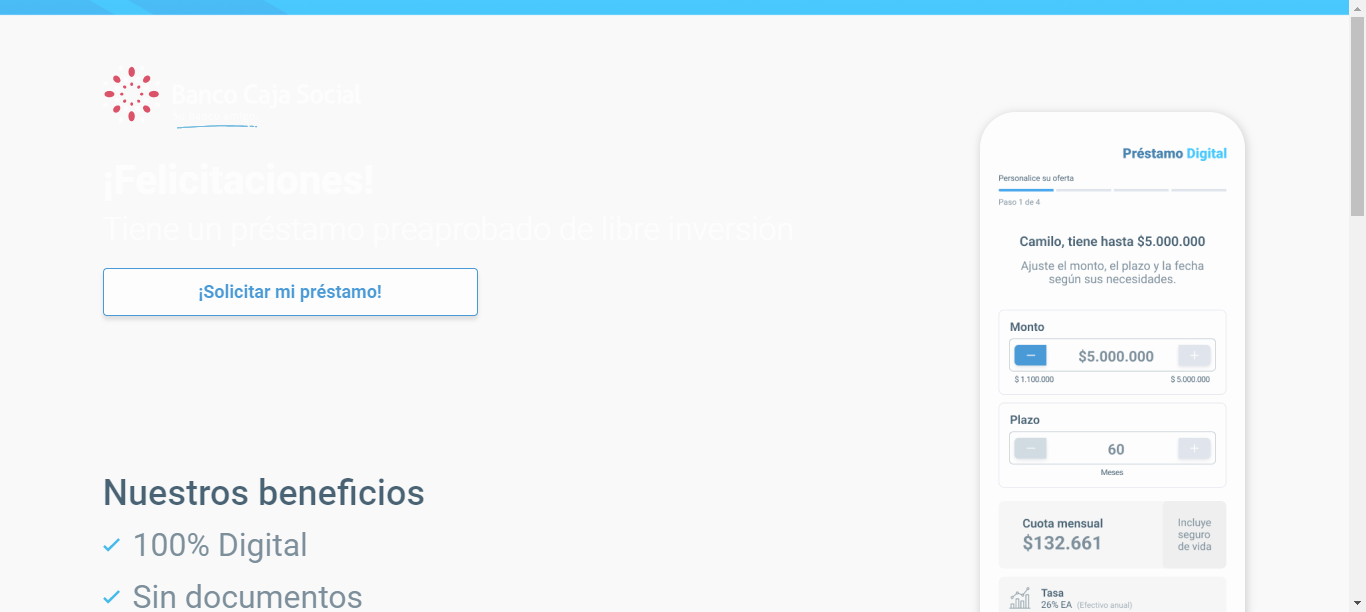 Banco Caja Social
¡Felicitaciones!
Tiene un préstamo preaprobado de libre inversión
¡Solicitar mi préstamo!
Nuestros beneficios
100% Digital
Sin documentos
Préstamo Digital
Personalice su oferta
Paso 1 de 4
Camilo, tiene hasta $5.000.000
Ajuste el monto, el plazo y la fecha
según sus necesidades.
Monto
− $5.000.000 +
$ 1.100.000 $ 5.000.000
Plazo
− 60 +
Meses
Cuota mensual
$132.661
Incluye
seguro
de vida
Tasa
26% EA (Efectivo anual)